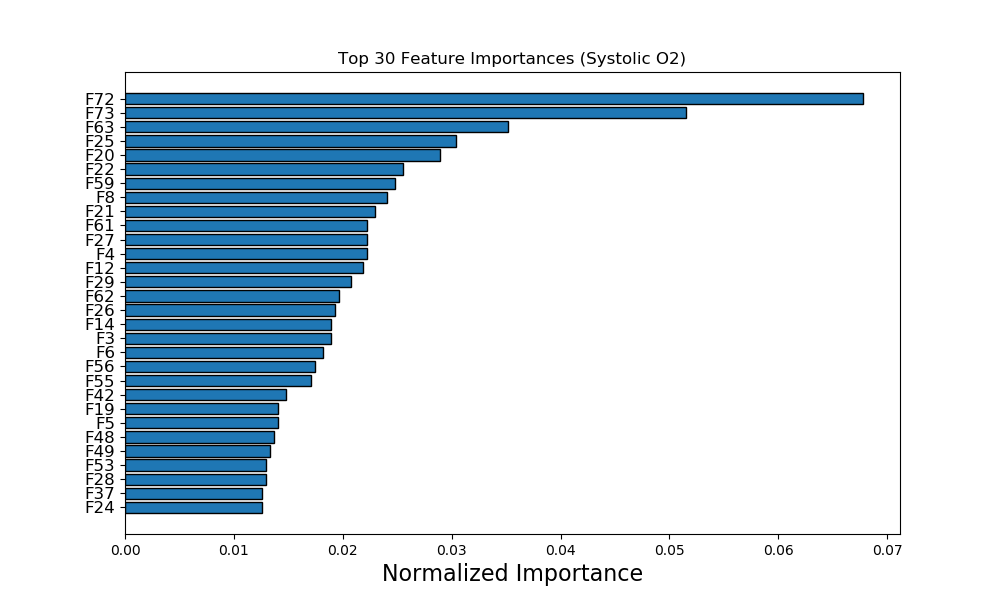 Top 30 Feature Importances (Systolic O2)
F72
F73
F63
F25
F20
F22
F59
F8
F21
F61
F27
F4
F12
F29
F62
F26
F14
F3
F6
F56
F55
F42
F19
F5
F48
F49
F53
F28
F37
F24
0.00 0.01 0.02 0.03 0.04 0.05 0.06 0.07
Normalized Importance